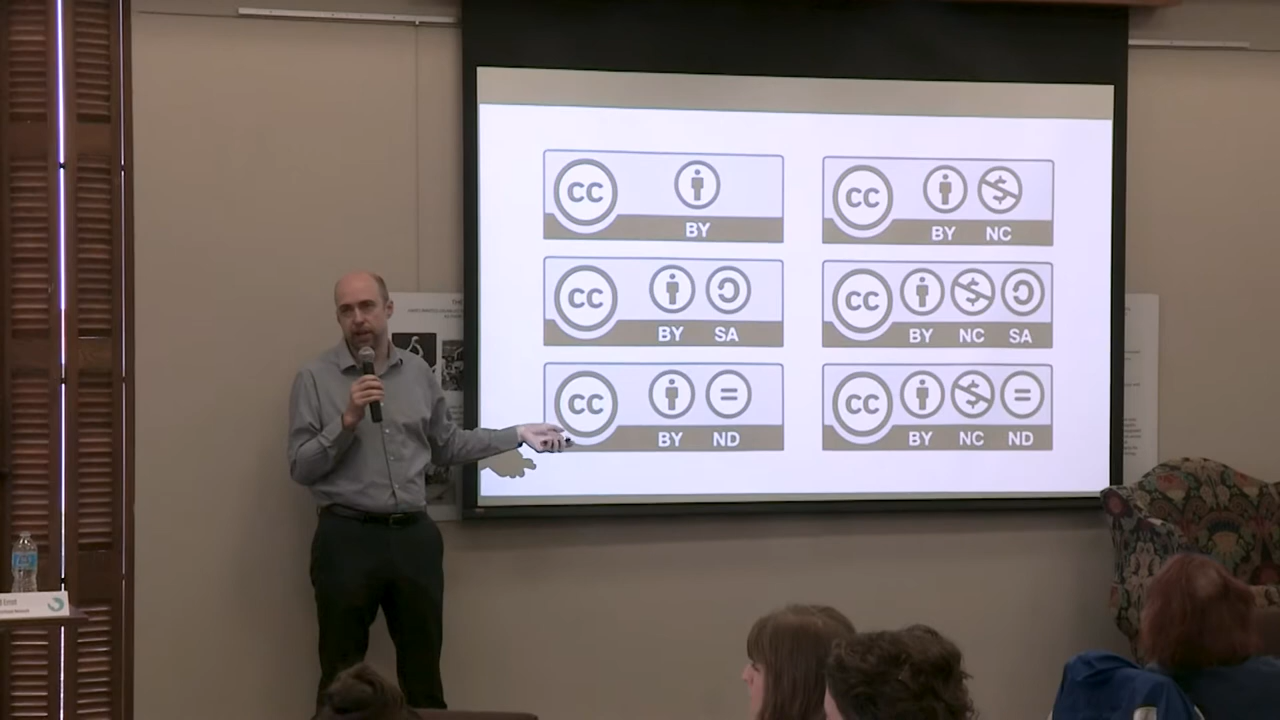 cc BY
cc BY NC
cc BY SA
cc BY NC SA
cc BY ND
cc BY NC ND
THE